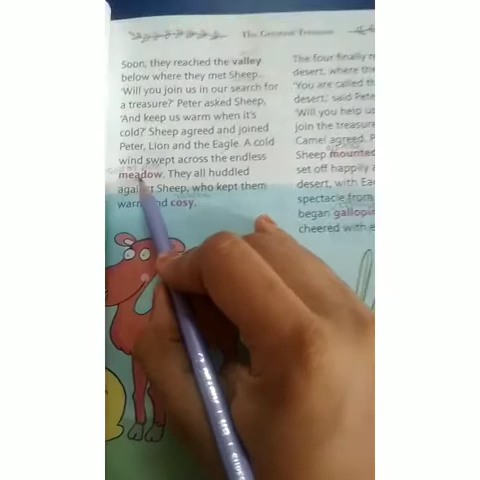 The Greatest Treasure
Soon, they reached the valley
below where they met Sheep.
'Will you join us in our search for
a treasure?' Peter asked Sheep,
'And keep us warm when it's
cold?' Sheep agreed and joined
Peter, Lion and the Eagle. A cold
wind swept across the endless
meadow. They all huddled
against Sheep, who kept them
warm and cosy.
The four finally
desert, where the
'You are called
desert,' said
'Will you help
join the
Camel agreed.
Sheep mounted
set off happily
desert, with
spectacle from
began
cheered with